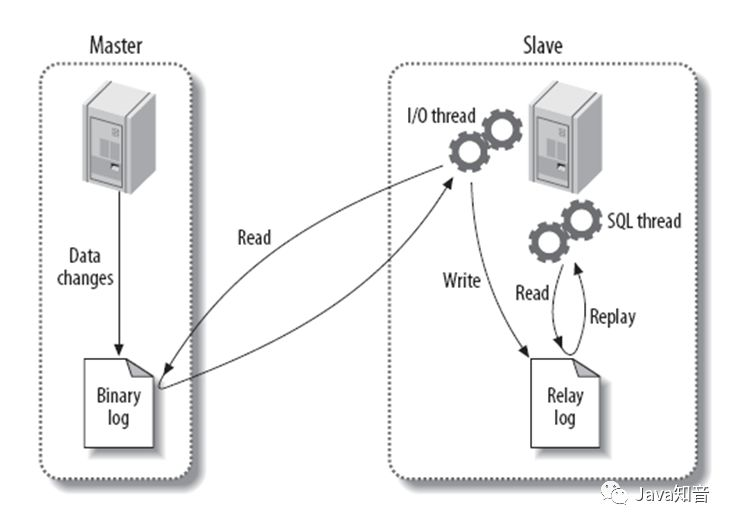 Master
Slave
I/O thread
SQL thread
Data
changes
Read
Write
Read
Replay
Binary
log
Relay
log
Java知音